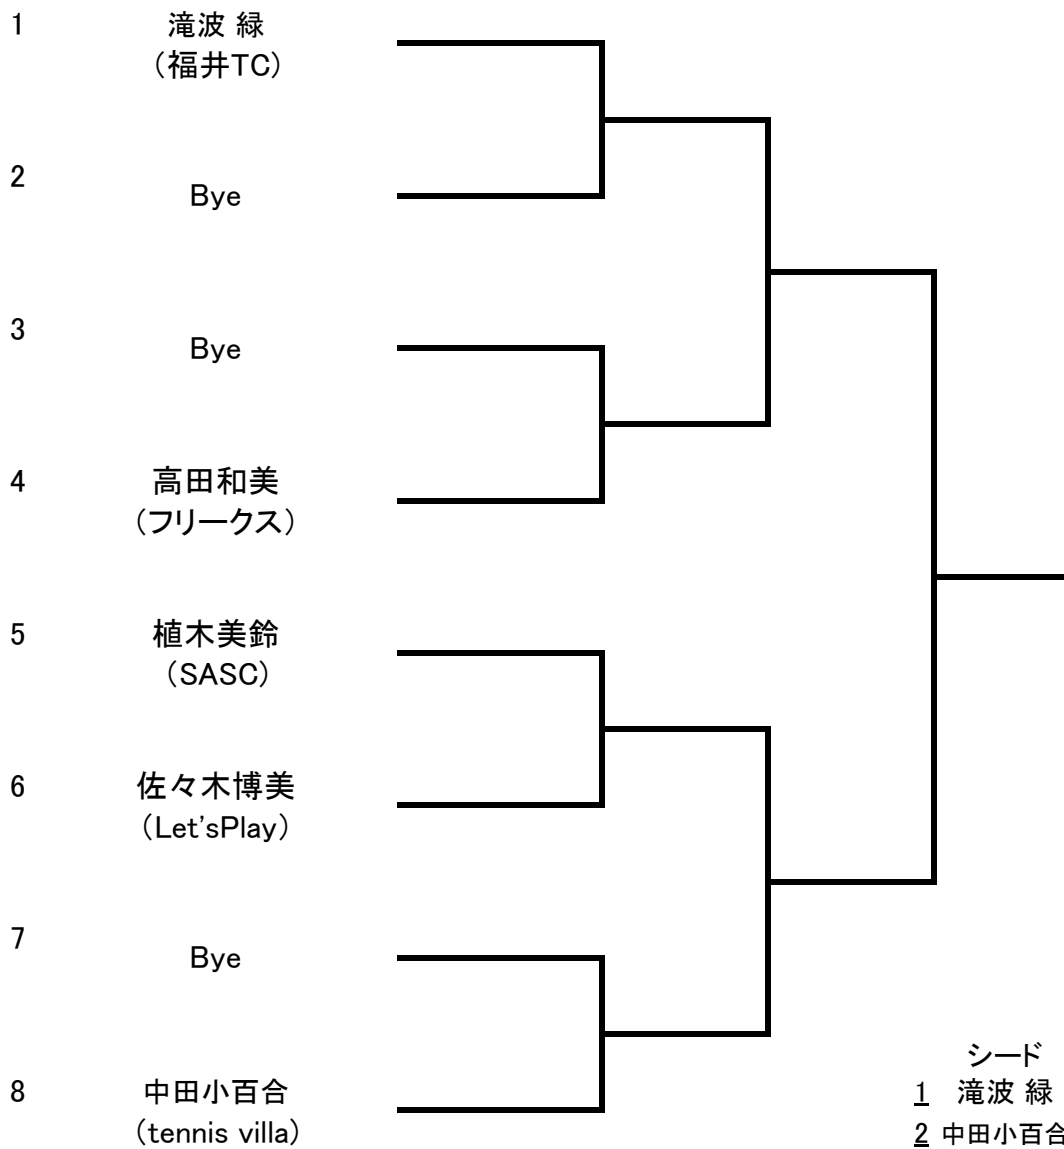 1 滝波 緑
（福井TC）
2 Bye
3 Bye
4 高田和美
（フリークス）
5 植木美鈴
（SASC）
6 佐々木博美
（Let'sPlay）
7 Bye
8 中田小百合
（tennis villa）
シード
1 滝波 緑
2 中田小百合